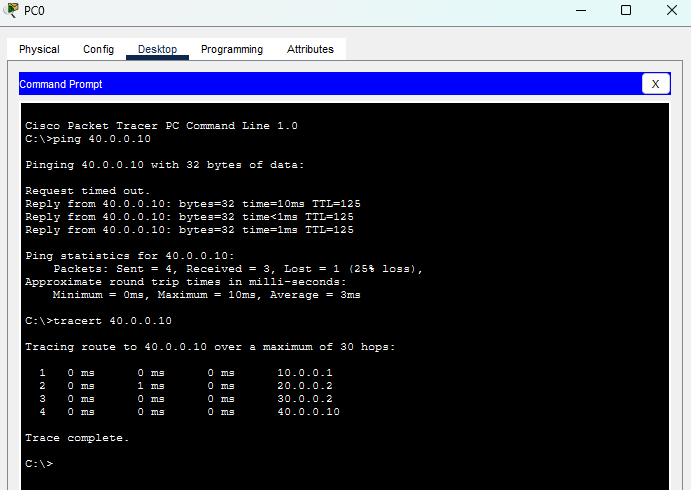 PC0
Physical Config Desktop Programming Attributes
Command Prompt
X
Cisco Packet Tracer PC Command Line 1.0
C:\>ping 40.0.0.10
Pinging 40.0.0.10 with 32 bytes of data:
Request timed out.
Reply from 40.0.0.10: bytes=32 time=10ms TTL=125
Reply from 40.0.0.10: bytes=32 time<1ms TTL=125
Reply from 40.0.0.10: bytes=32 time=1ms TTL=125
Ping statistics for 40.0.0.10:
Packets: Sent = 4, Received = 3, Lost = 1 (25% loss),
Approximate round trip times in milli-seconds:
Minimum = 0ms, Maximum = 10ms, Average = 3ms
C:\>tracert 40.0.0.10
Tracing route to 40.0.0.10 over a maximum of 30 hops:
1 0 ms 0 ms 0 ms 10.0.0.1
2 0 ms 1 ms 0 ms 20.0.0.2
3 0 ms 0 ms 0 ms 30.0.0.2
4 0 ms 0 ms 0 ms 40.0.0.10
Trace complete.
C:\>